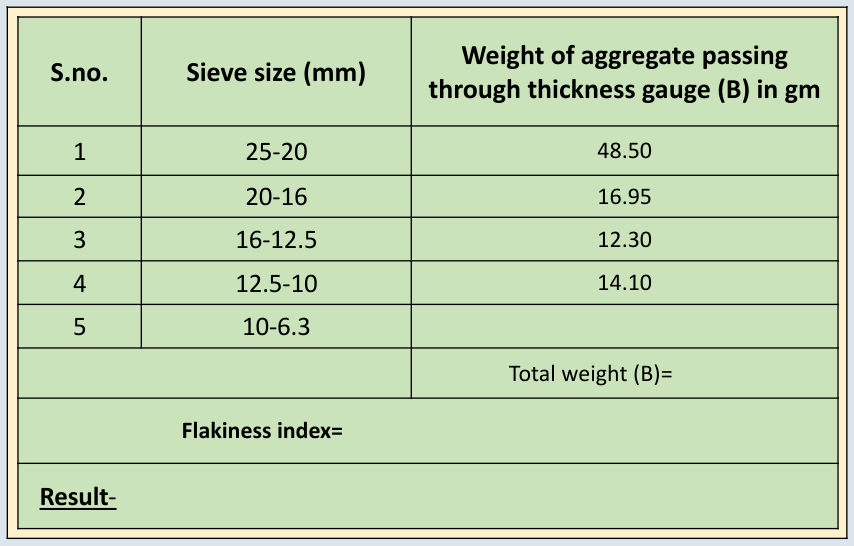 S.no. Sieve size (mm) Weight of aggregate passing
through thickness gauge (B) in gm
1 25-20 48.50
2 20-16 16.95
3 16-12.5 12.30
4 12.5-10 14.10
5 10-6.3
Total weight (B)=
Flakiness index=
Result-